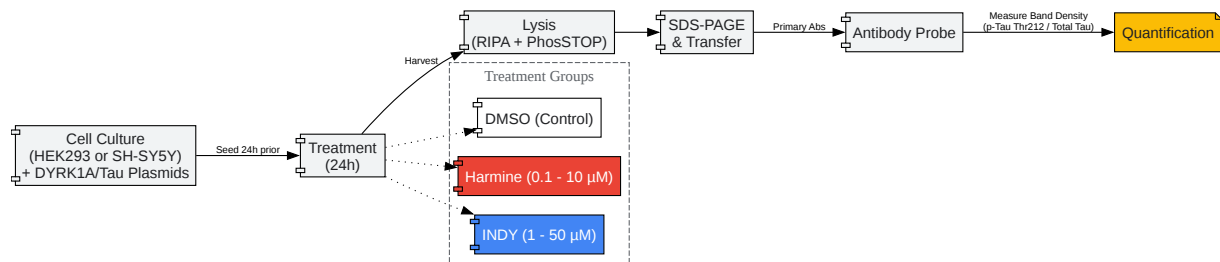 Cell Culture
(HEK293 or SH-SY5Y)
+ DYRK1A/Tau Plasmids
Seed 24h prior
Treatment
(24h)
Harvest
Lysis
(RIPA + PhosSTOP)
Treatment Groups
DMSO (Control)
Harmine (0.1 - 10 µM)
INDY (1 - 50 µM)
SDS-PAGE
& Transfer
Primary Abs
Antibody Probe
Measure Band Density
(p-Tau Thr212 / Total Tau)
Quantification